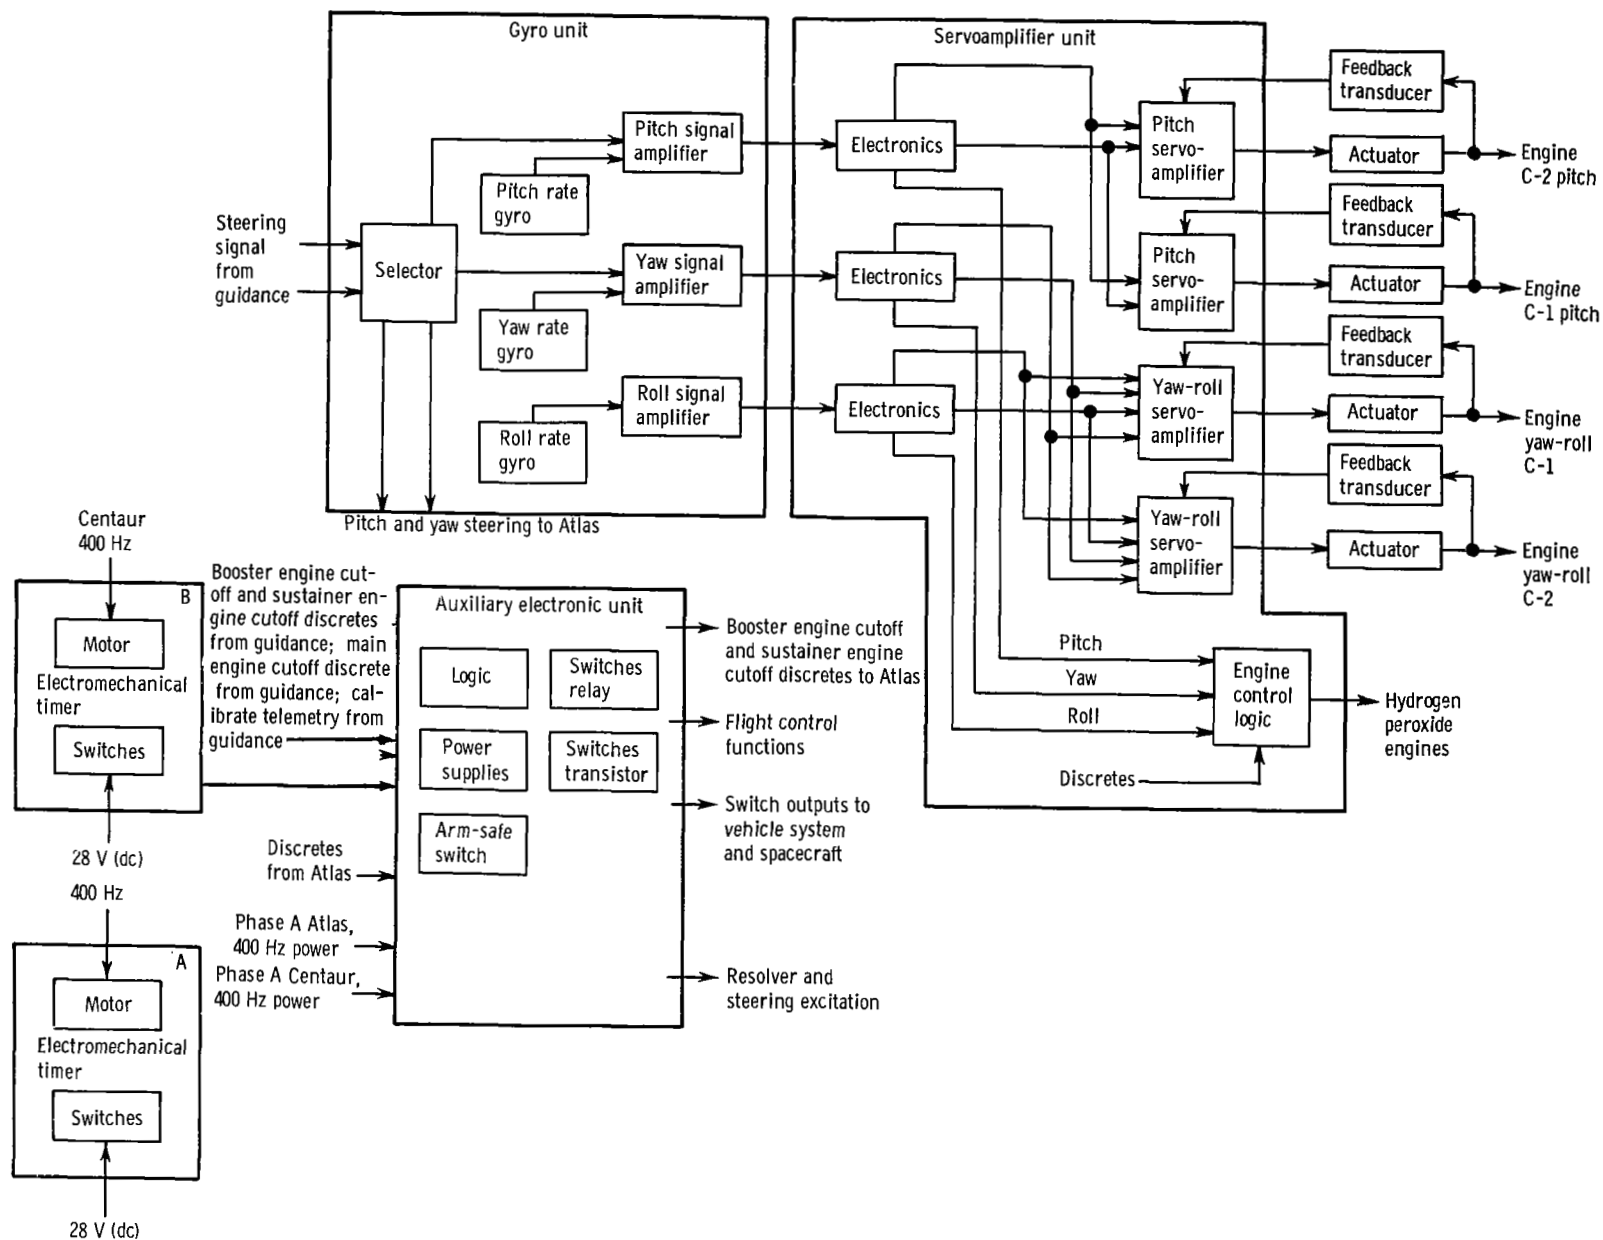 Gyro unit
Pitch signal
amplifier
Pitch rate
gyro
Steering
signal
from
guidance
Selector
Yaw signal
amplifier
Yaw rate
gyro
Roll signal
amplifier
Roll rate
gyro
Pitch and yaw steering to Atlas
Servoamplifier unit
Electronics
Electronics
Electronics
Pitch
servo-
amplifier
Pitch
servo-
amplifier
Yaw-roll
servo-
amplifier
Yaw-roll
servo-
amplifier
Feedback
transducer
Actuator
Engine
C-2 pitch
Feedback
transducer
Actuator
Engine
C-1 pitch
Feedback
transducer
Actuator
Engine
yaw-roll
C-1
Feedback
transducer
Actuator
Engine
yaw-roll
C-2
Pitch
Yaw
Roll
Discretes
Engine
control
logic
Hydrogen
peroxide
engines
Centaur
400 Hz
B
Motor
Electromechanical
timer
Switches
28 V (dc)
400 Hz
A
Motor
Electromechanical
timer
Switches
28 V (dc)
Booster engine cut-
off and sustainer en-
gine cutoff discretes
from guidance; main
engine cutoff discrete
from guidance; cal-
ibrate telemetry from
guidance
Discretes
from Atlas
Phase A Atlas,
400 Hz power
Phase A Centaur,
400 Hz power
Auxiliary electronic unit
Logic
Switches
relay
Power
supplies
Switches
transistor
Arm-safe
switch
Booster engine cutoff
and sustainer engine
cutoff discretes to Atlas
Flight control
functions
Switch outputs to
vehicle system
and spacecraft
Resolver and
steering excitation